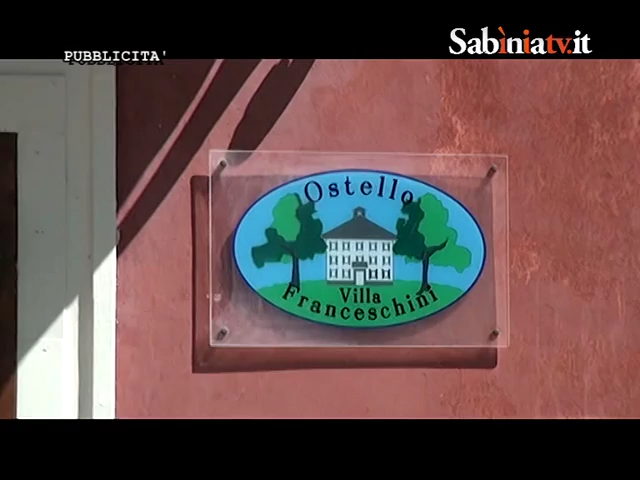 PUBBLICITA'
Sabìniatv.it
Ostello
Villa
Franceschini